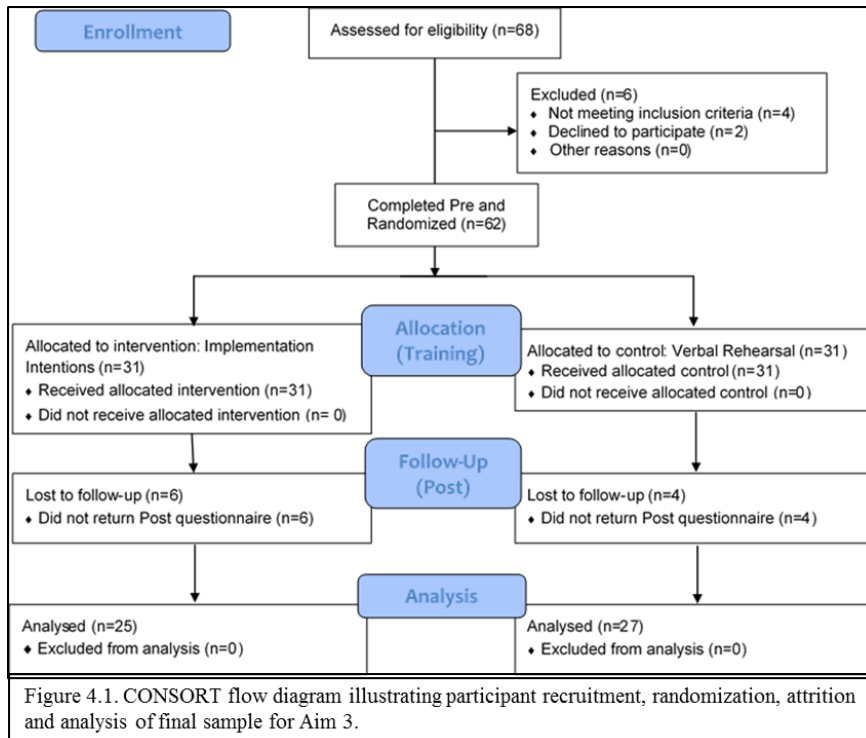 Enrollment
Assessed for eligibility (n=68)
Excluded (n=6)
♦ Not meeting inclusion criteria (n=4)
♦ Declined to participate (n=2)
♦ Other reasons (n=0)
Completed Pre and
Randomized (n=62)
Allocation
(Training)
Allocated to intervention: Implementation
Intentions (n=31)
♦ Received allocated intervention (n=31)
♦ Did not receive allocated intervention (n= 0)
Allocated to control: Verbal Rehearsal (n=31)
♦ Received allocated control (n=31)
♦ Did not receive allocated control (n=0)
Follow-Up
(Post)
Lost to follow-up (n=6)
♦ Did not return Post questionnaire (n=6)
Lost to follow-up (n=4)
♦ Did not return Post questionnaire (n=4)
Analysis
Analysed (n=25)
♦ Excluded from analysis (n=0)
Analysed (n=27)
♦ Excluded from analysis (n=0)
Figure 4.1. CONSORT flow diagram illustrating participant recruitment, randomization, attrition
and analysis of final sample for Aim 3.